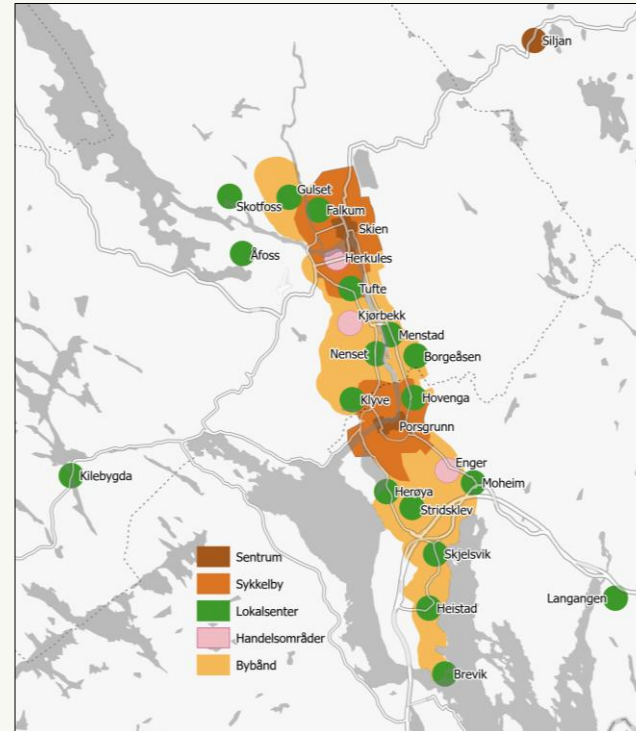 Siljan
Gulset
Skotfoss
Falkum
Skien
Åfoss
Herkules
Tufte
Kjørbekk
Menstad
Nenset
Borgeåsen
Klyve
Hovenga
Porsgrunn
Enger
Kilebygda
Herøya
Moheim
Stridsklev
Skjelsvik
Langangen
Heistad
Brevik
Sentrum
Sykkelby
Lokalsenter
Handelsområder
Bybånd